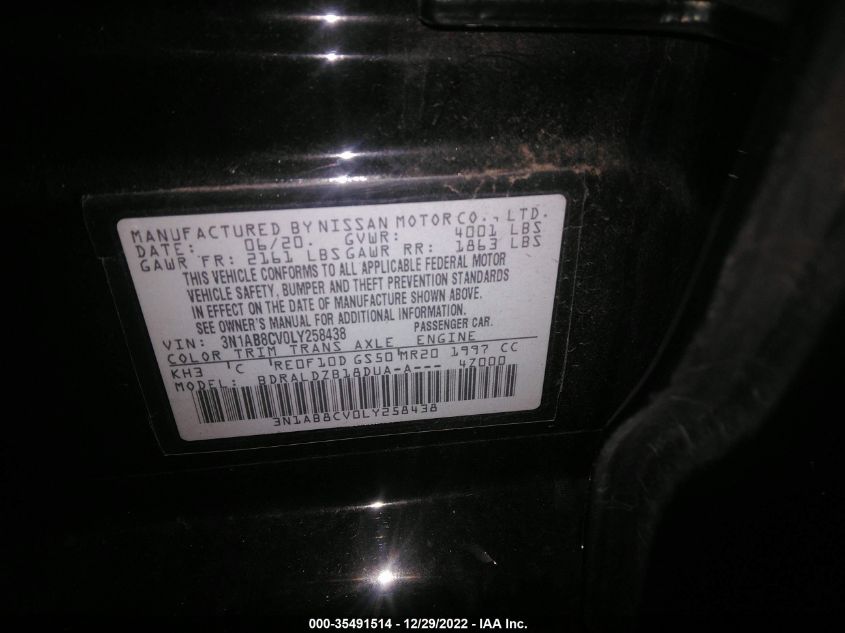 MANUFACTURED BY NISSAN MOTOR CO., LTD.
DATE: 06/20. GVWR: 4001 LBS
GAWR FR: 2161 LBS GAWR RR: 1863 LBS
THIS VEHICLE CONFORMS TO ALL APPLICABLE FEDERAL MOTOR
VEHICLE SAFETY, BUMPER AND THEFT PREVENTION STANDARDS
IN EFFECT ON THE DATE OF MANUFACTURE SHOWN ABOVE.
SEE OWNER'S MANUAL FOR ADDITIONAL INFORMATION.
VIN: 3N1AB8CV0LY258438 PASSENGER CAR.
COLOR TRIM TRANS AXLE ENGINE
KH3 C RE0F10D GS50 MR20 1997 CC
MODEL: BDRALDZB18DUA-A--- 47000
3N1AB8CV0LY258438
000-35491514 - 12/29/2022 - IAA Inc.